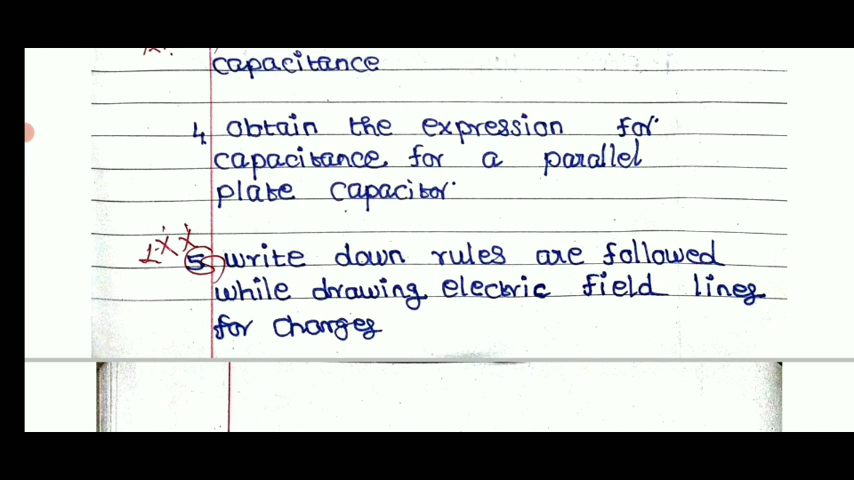 capacitance
4 obtain the expression for
capacitance for a parallel
plate capacitor.
5 write down rules are followed
while drawing electric field lines
for charges